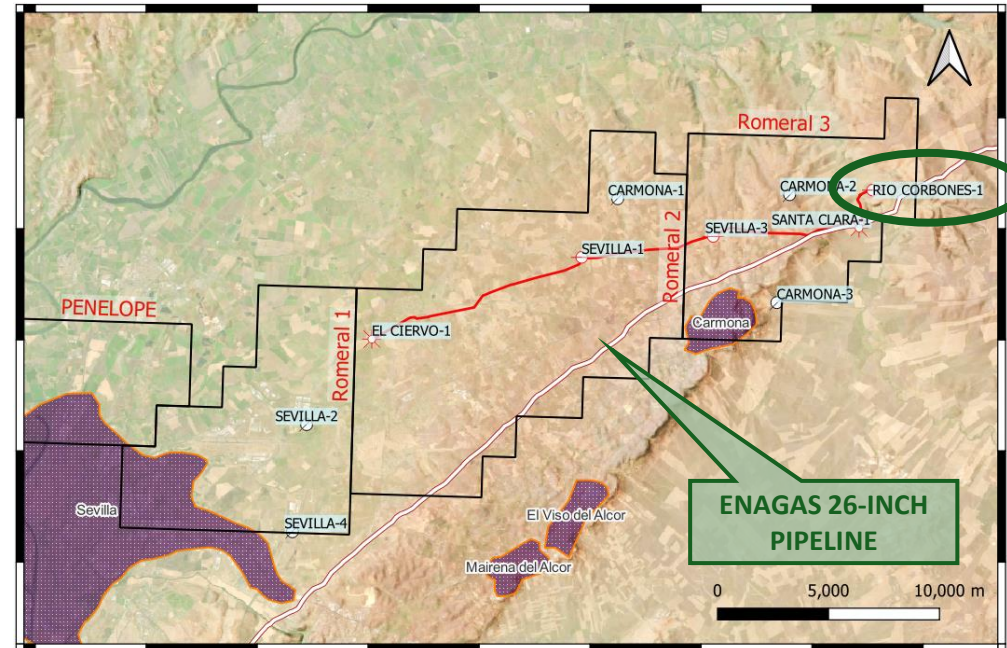 Romeral 3
CARMONA-1
CARMONA-2
RIO CORBONES-1
SANTA CLARA-1
SEVILLA-3
SEVILLA-1
Romeral 2
PENELOPE
CARMONA-3
Carmona
EL CIERVO-1
Romeral 1
SEVILLA-2
Sevilla
SEVILLA-4
El Viso del Alcor
Mairena del Alcor
ENAGAS 26-INCH
PIPELINE
0 5,000 10,000 m